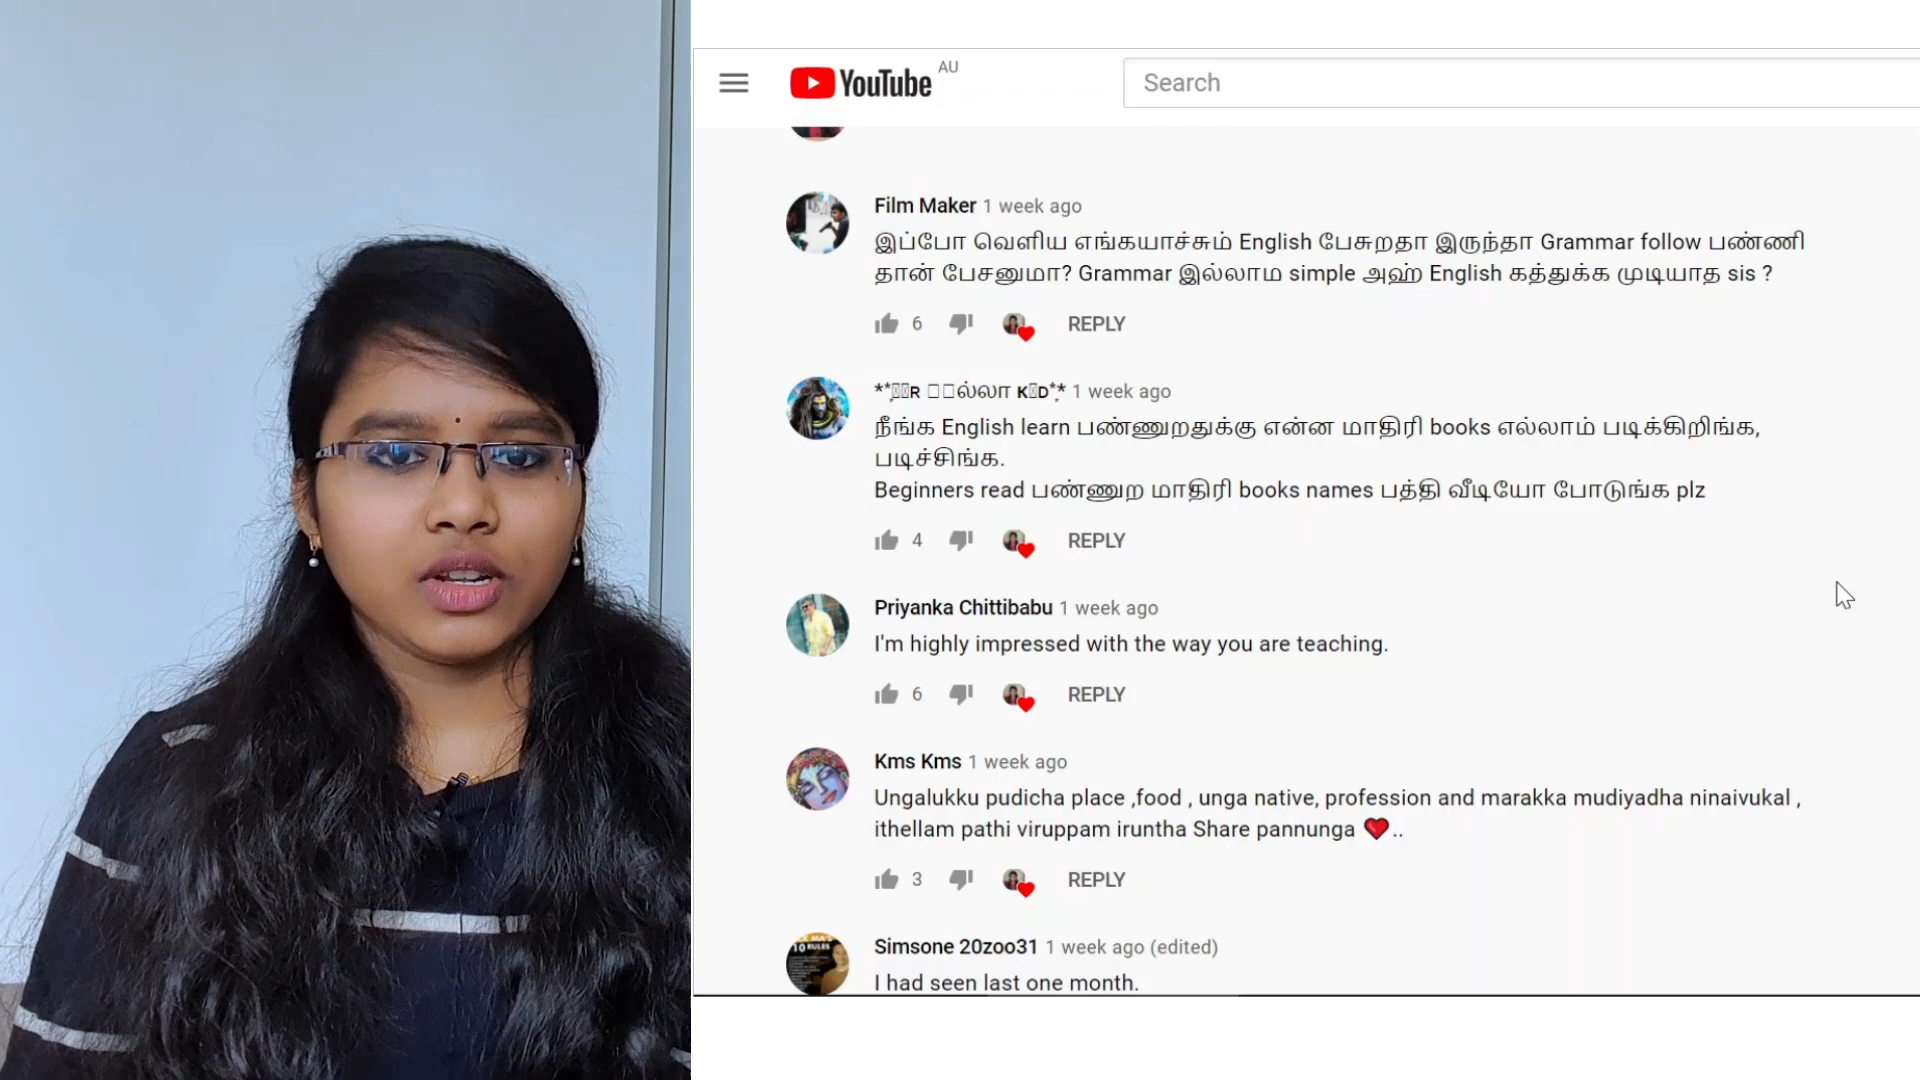 YouTube AU
Search
Film Maker 1 week ago
இப்போ வெளிய எங்கயாச்சும் English பேசுறதா இருந்தா Grammar follow பண்ணி
தான் பேசனுமா? Grammar இல்லாம simple அஹ் English கத்துக்க முடியாத sis ?
6 REPLY
ல்லா 1 week ago
நீங்க English learn பண்ணுறதுக்கு என்ன மாதிரி books எல்லாம் படிக்கிறிங்க,
படிச்சிங்க.
Beginners read பண்ணுற மாதிரி books names பத்தி வீடியோ போடுங்க plz
4 REPLY
Priyanka Chittibabu 1 week ago
I'm highly impressed with the way you are teaching.
6 REPLY
Kms Kms 1 week ago
Ungalukku pudicha place ,food , unga native, profession and marakka mudiyadha ninaivukal ,
ithellam pathi viruppam iruntha Share pannunga ❤..
3 REPLY
10 RULES
Simsone 20zoo31 1 week ago (edited)
I had seen last one month.